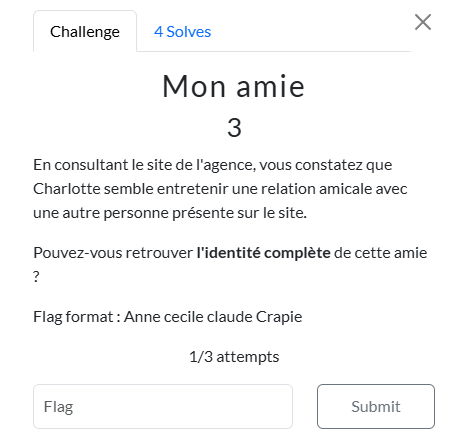 Challenge
4 Solves
Mon amie
3
En consultant le site de l'agence, vous constatez que
Charlotte semble entretenir une relation amicale avec
une autre personne présente sur le site.
Pouvez-vous retrouver l'identité complète de cette amie
?
Flag format : Anne cecile claude Crapie
1/3 attempts
Flag
Submit